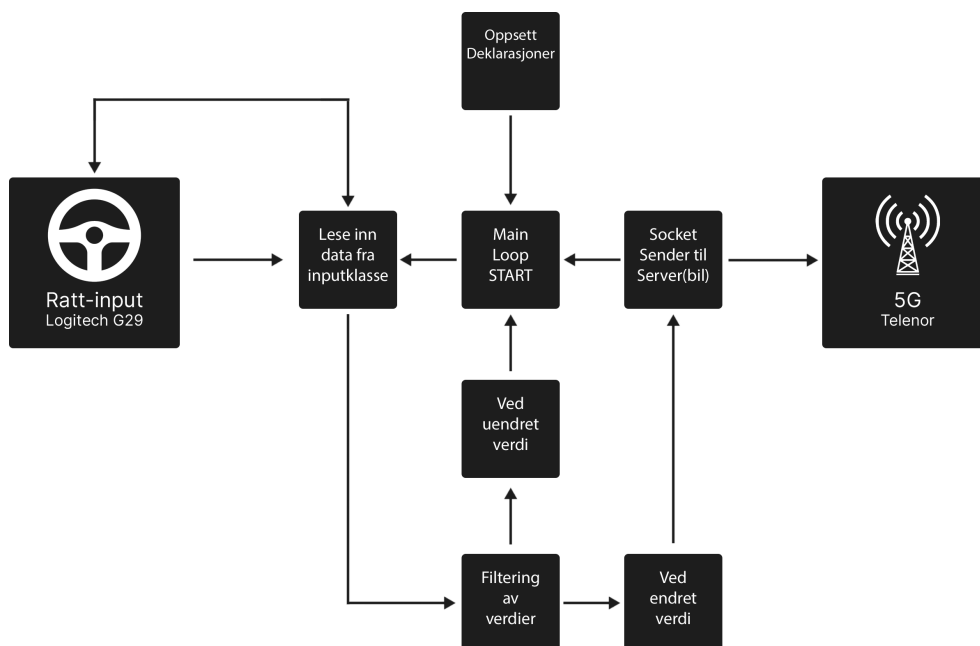 Oppsett
Deklarasjoner
Ratt-input
Logitech G29
Lese inn
data fra
inputklasse
Main
Loop
START
Socket
Sender til
Server(bil)
5G
Telenor
Ved
uendret
verdi
Filtering
av
verdier
Ved
endret
verdi